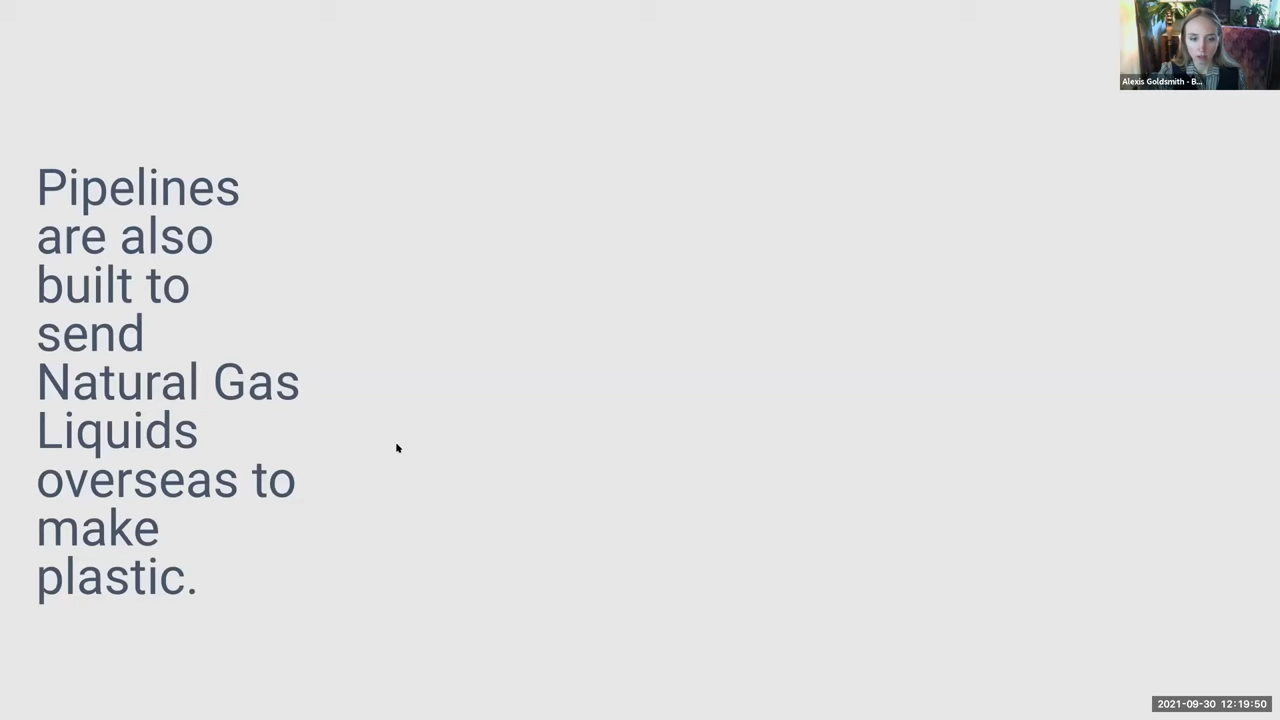 Alexis Goldsmith - B...
Pipelines
are also
built to
send
Natural Gas
Liquids
overseas to
make
plastic.
2021-09-30 12:19:50